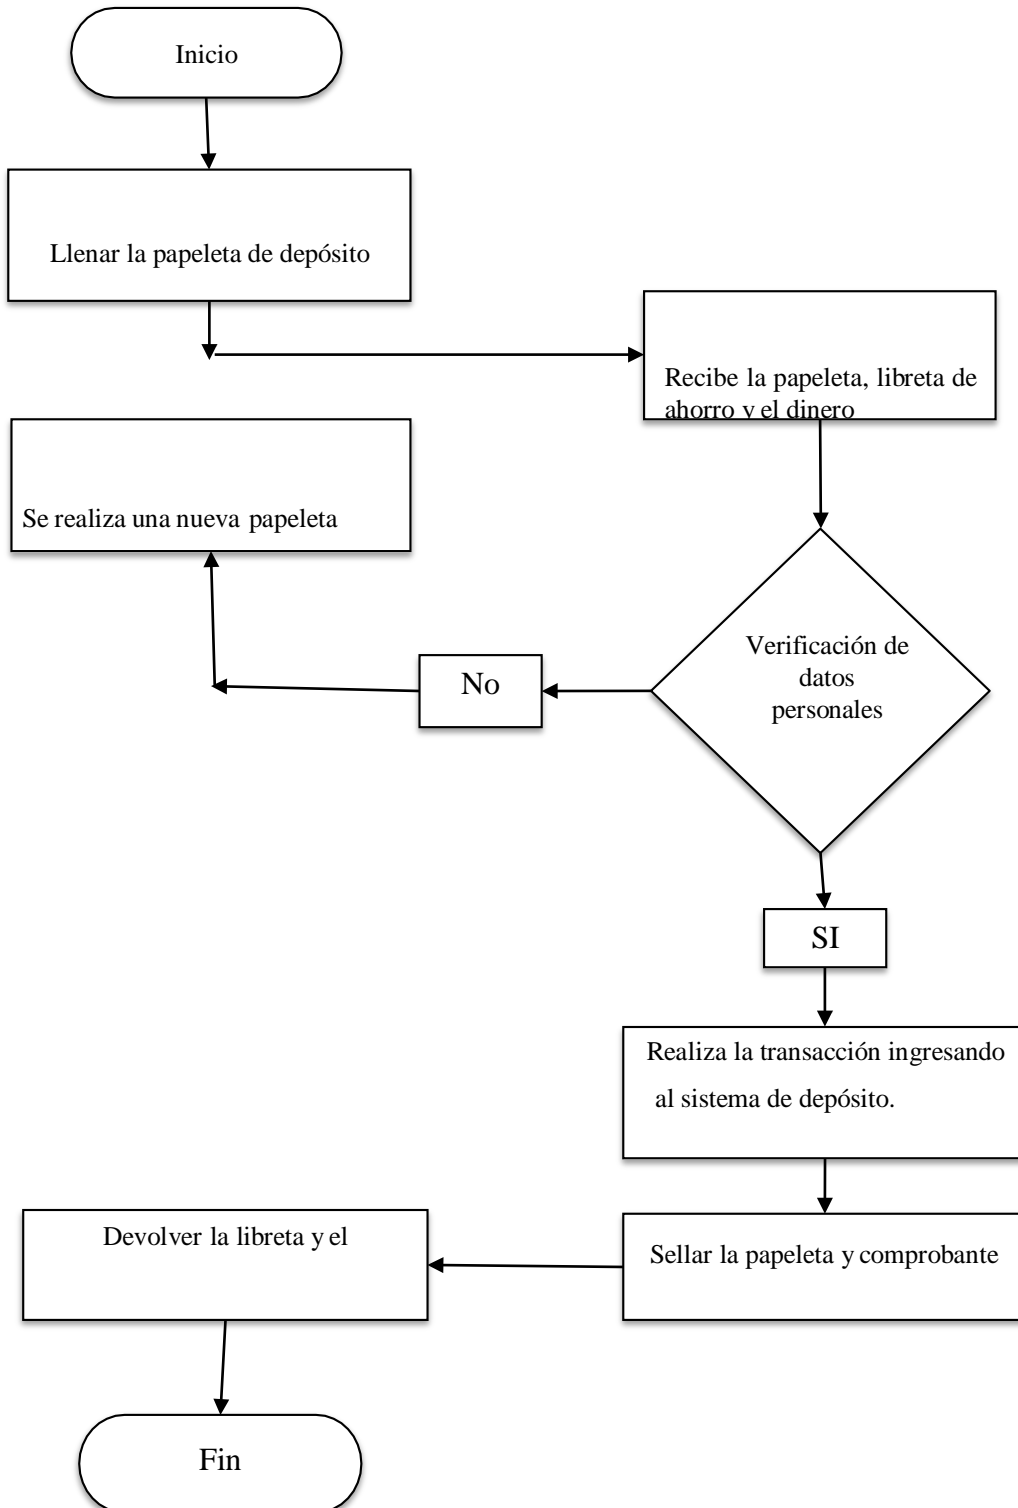 Inicio
Llenar la papeleta de depósito
Recibe la papeleta, libreta de
ahorro y el dinero
Se realiza una nueva papeleta
Verificación de
datos
personales
No
SI
Realiza la transacción ingresando
al sistema de depósito.
Sellar la papeleta y comprobante
Devolver la libreta y el
Fin